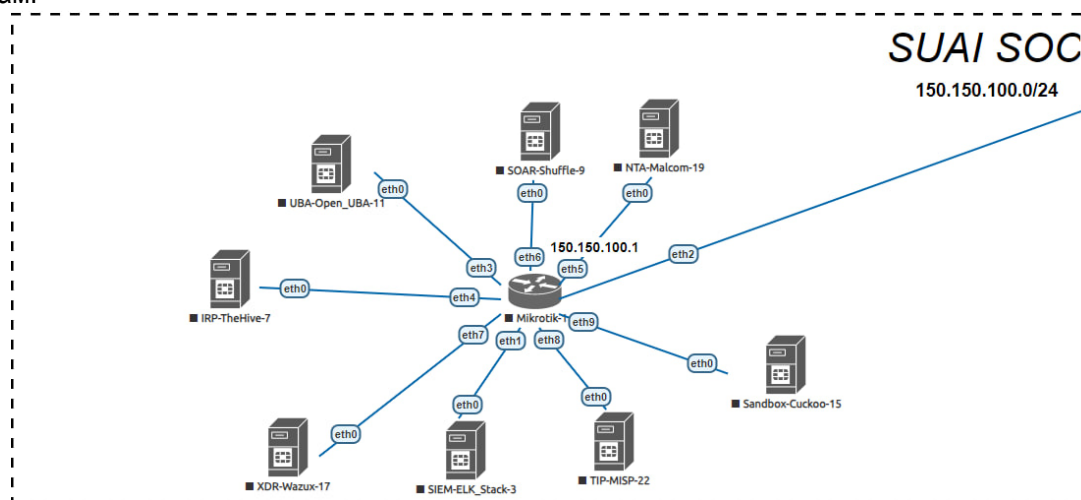 SUAI SOC
150.150.100.0/24
SOAR-Shuffle-9
NTA-Malcom-19
UBA-Open_UBA-11
eth0
eth0
eth0
150.150.100.1
eth3
eth6
eth5
eth2
IRP-TheHive-7
eth0
eth4
Mikrotik-1
eth7
eth1
eth8
eth9
eth0
Sandbox-Cuckoo-15
eth0
eth0
eth0
XDR-Wazux-17
SIEM-ELK_Stack-3
TIP-MISP-22